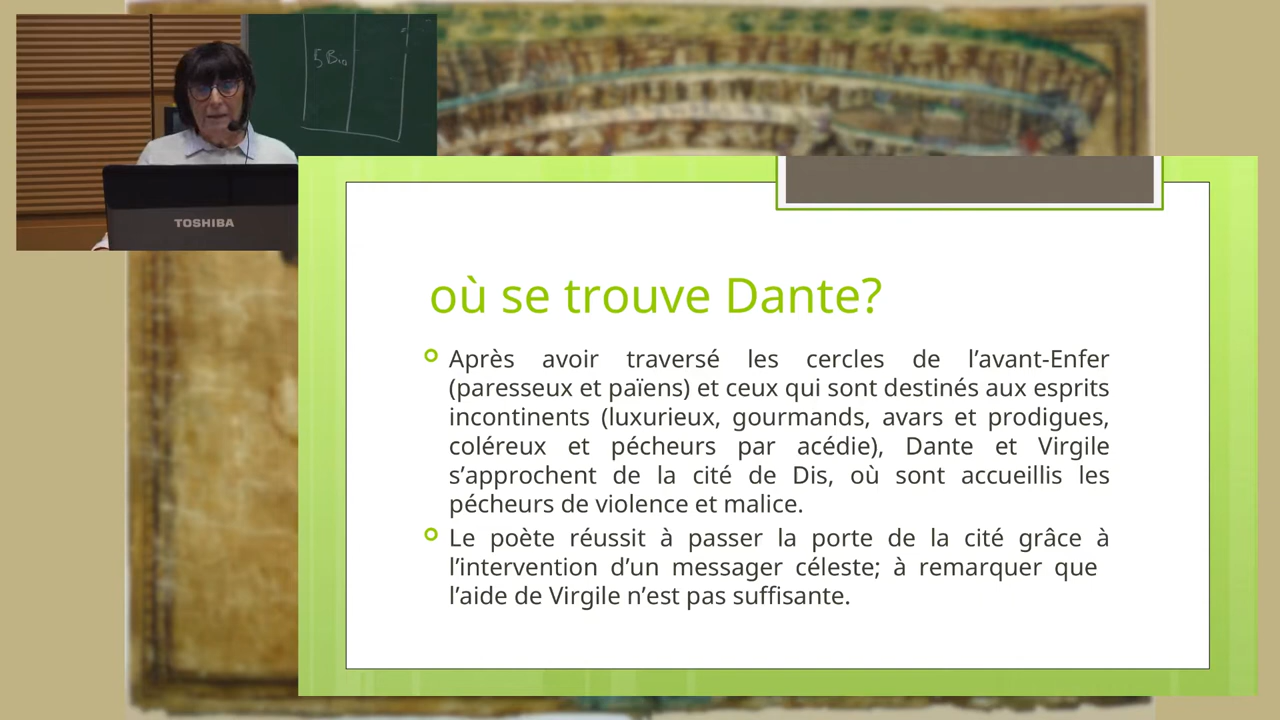 5 Bio
TOSHIBA
où se trouve Dante?
Après avoir traversé les cercles de l’avant-Enfer
(paresseux et païens) et ceux qui sont destinés aux esprits
incontinents (luxurieux, gourmands, avars et prodigues,
coléreux et pécheurs par acédie), Dante et Virgile
s’approchent de la cité de Dis, où sont accueillis les
pécheurs de violence et malice.
Le poète réussit à passer la porte de la cité grâce à
l’intervention d’un messager céleste; à remarquer que
l’aide de Virgile n’est pas suffisante.